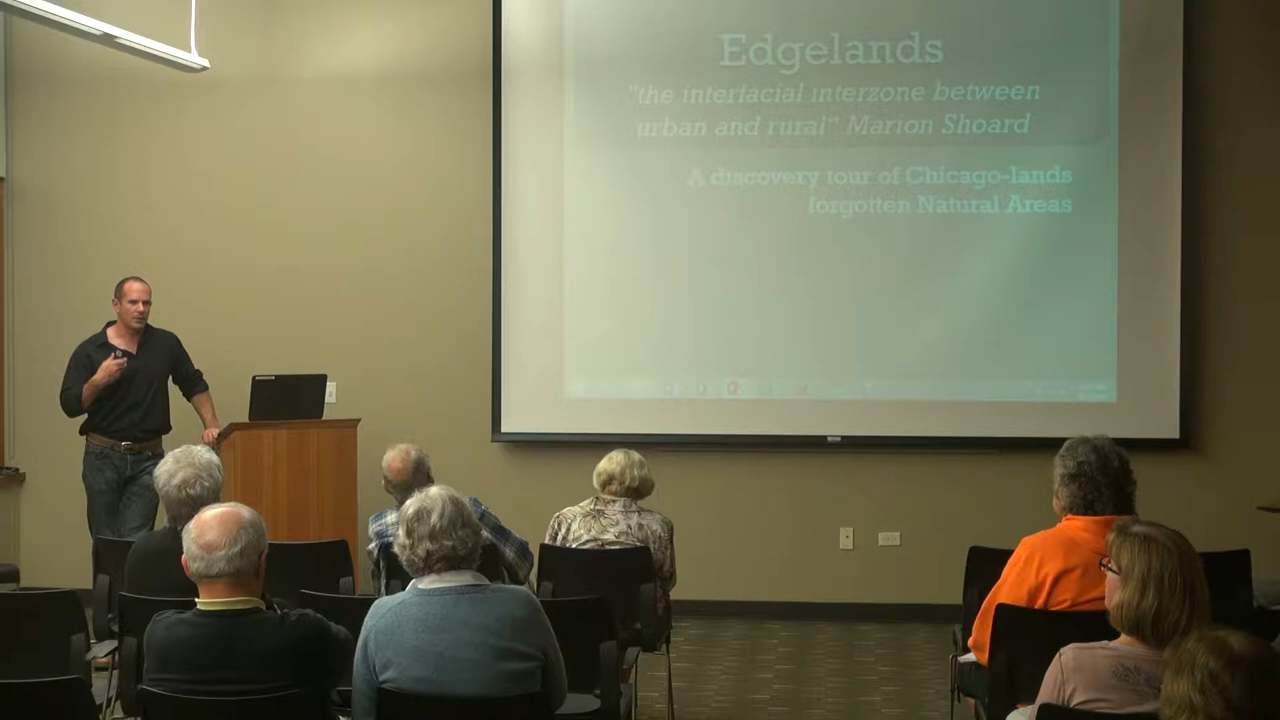 Edgelands
"the interfacial interzone between
urban and rural" Marion Shoard
A discovery tour of Chicago-lands
forgotten Natural Areas